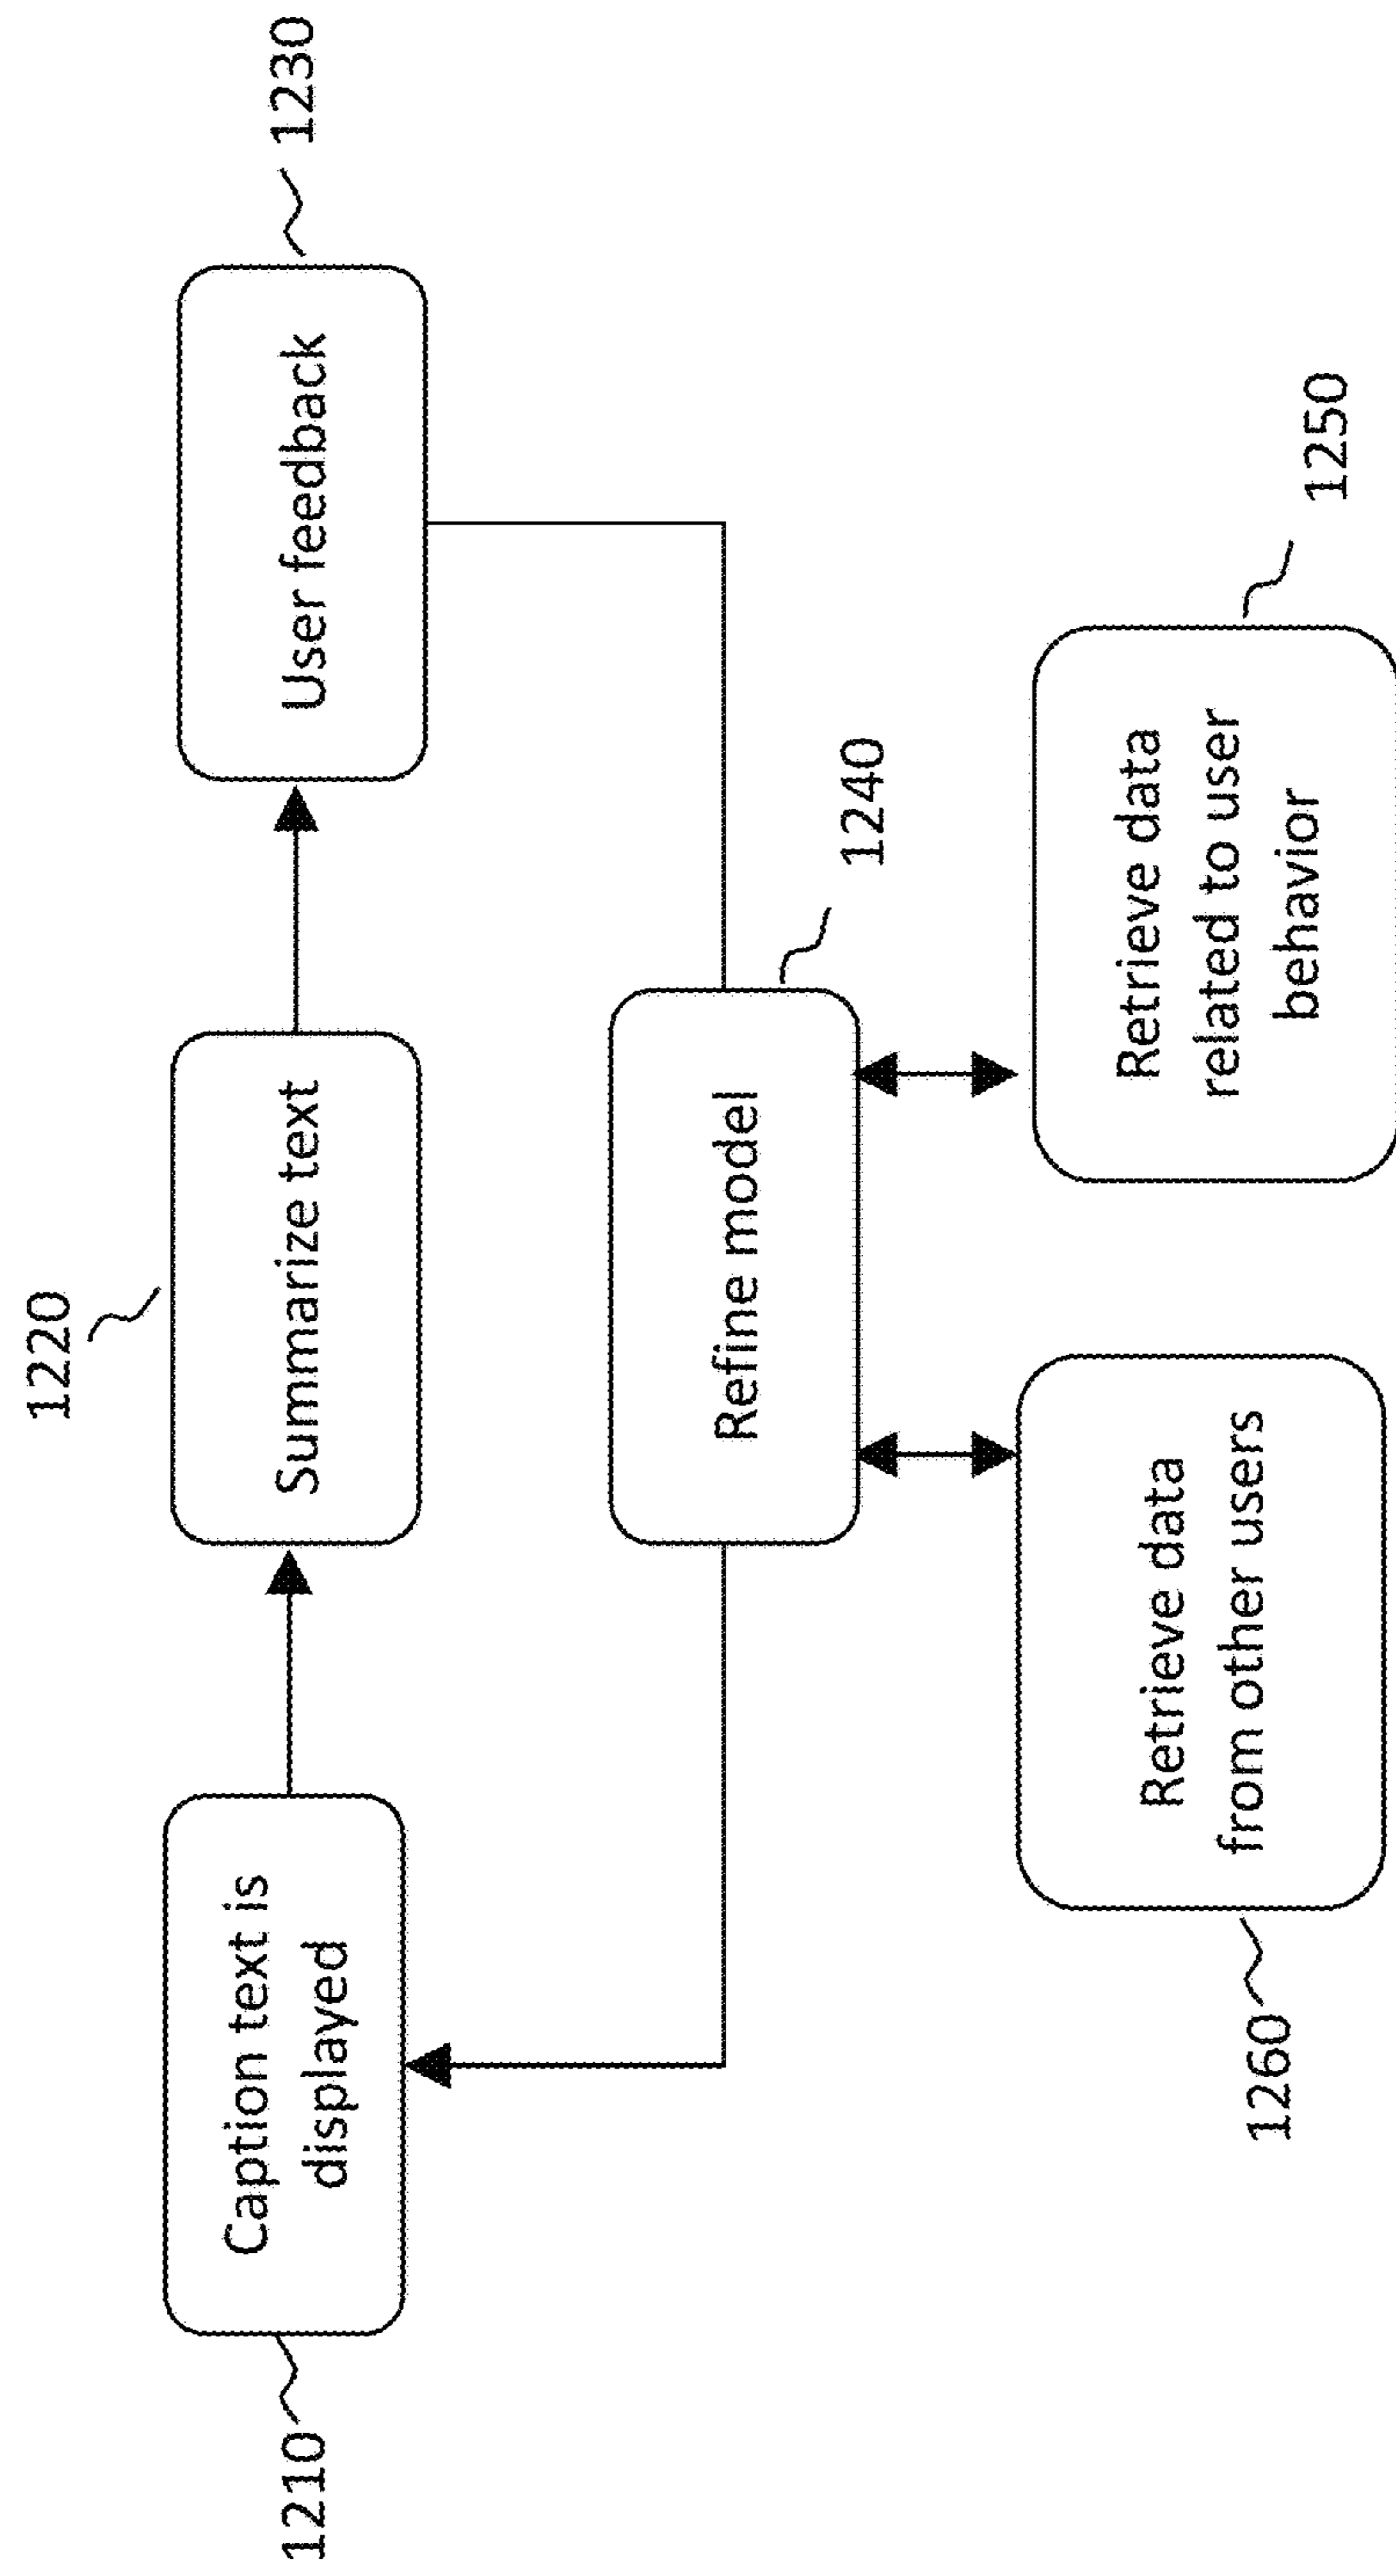 1220
1210
Caption text is
displayed
Summarize text
User feedback
1230
Refine model
1240
1260
Retrieve data
from other users
Retrieve data
related to user
behavior
1250